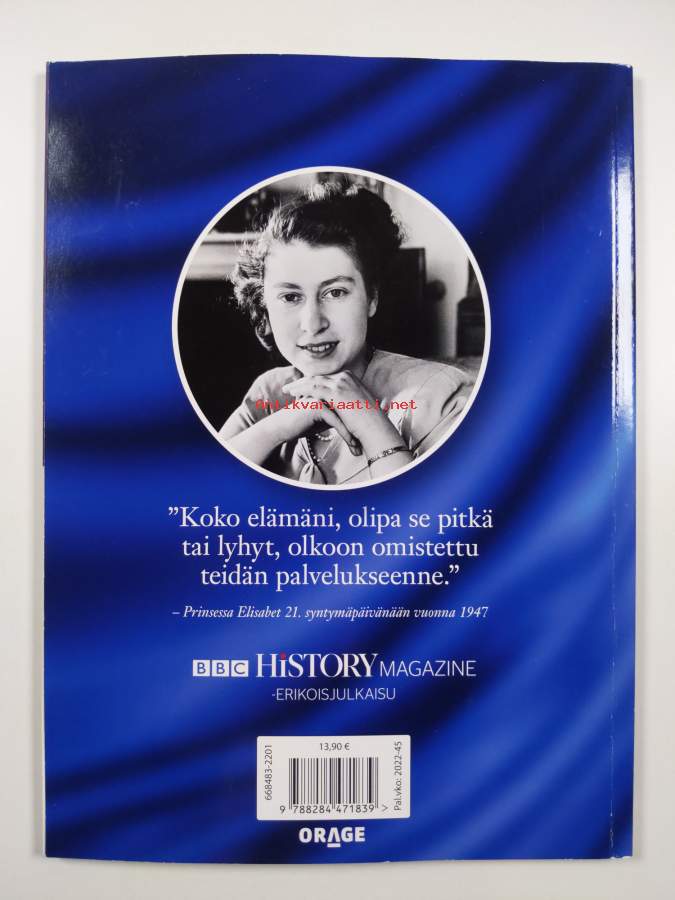 Antikvariaatti.net
”Koko elämäni, olipa se pitkä
tai lyhyt, olkoon omistettu
teidän palvelukseenne.”
– Prinsessa Elisabet 21. syntymäpäivänään vuonna 1947
BBC HiSTORY MAGAZINE
-ERIKOISJULKAISU
13,90 €
668483-2201
Pal.vko: 2022-45
9 788284 471839 >
ORAGE